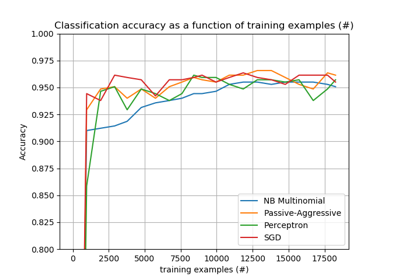 Classification accuracy as a function of training examples (#)
1.000
0.975
0.950
0.925
0.900
0.875
0.850
0.825
0.800
Accuracy
NB Multinomial
Passive-Aggressive
Perceptron
SGD
0 2500 5000 7500 10000 12500 15000 17500
training examples (#)